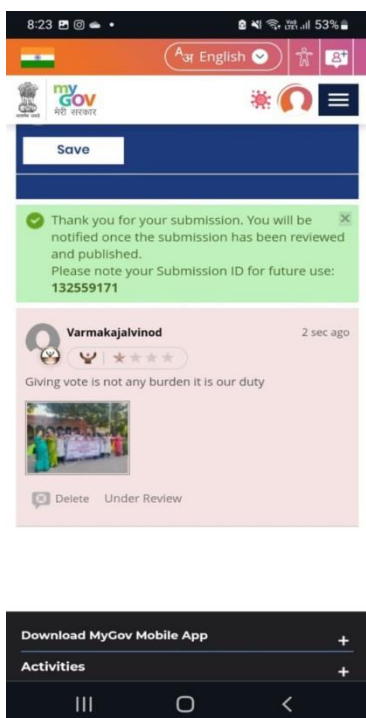 8:23
53%
Aअ English
my
GOV
मेरी सरकार
Save
Thank you for your submission. You will be
notified once the submission has been reviewed
and published.
Please note your Submission ID for future use:
132559171
Varmakajalvinod
2 sec ago
Giving vote is not any burden it is our duty
Delete Under Review
Download MyGov Mobile App
+
Activities
+